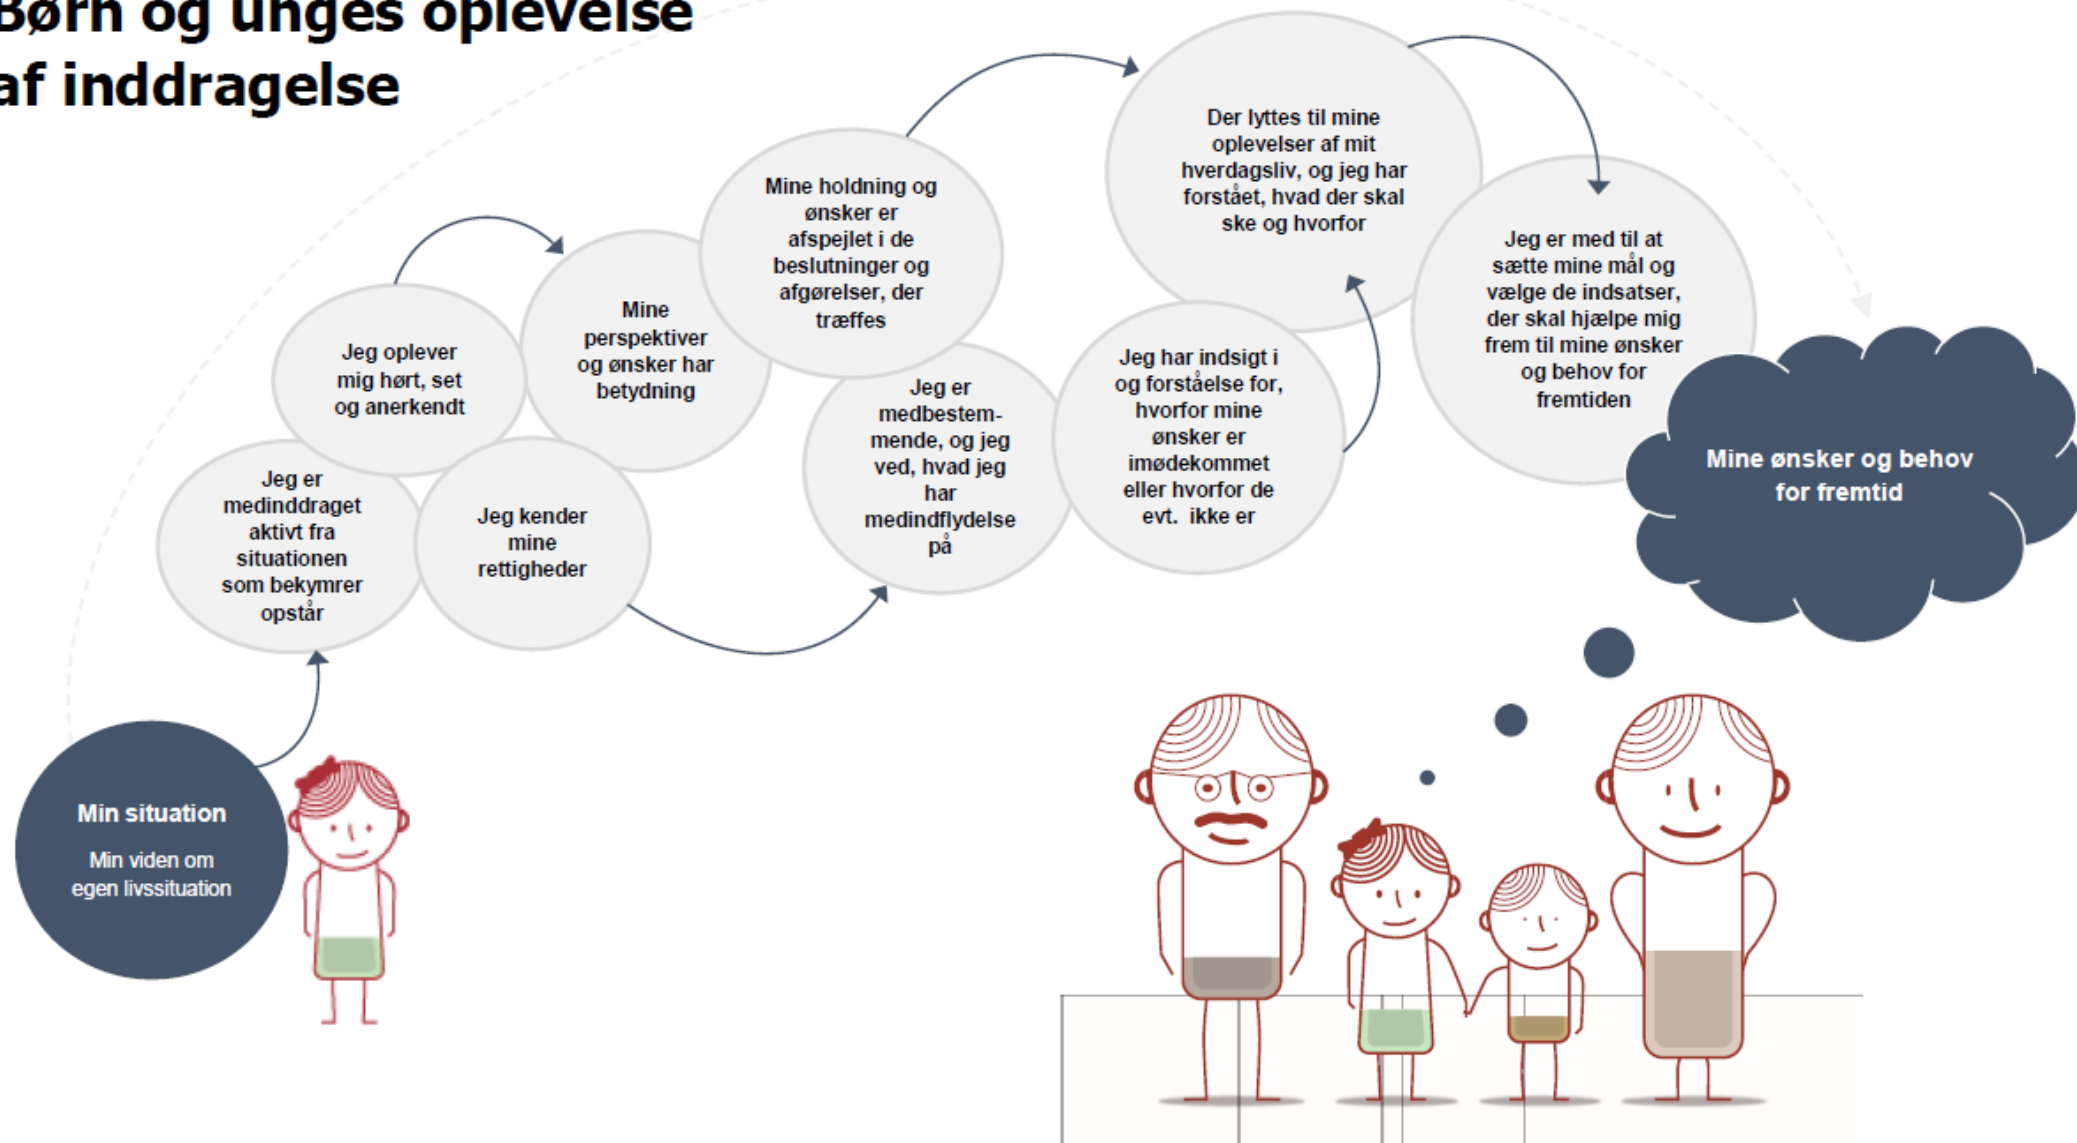 Børn og unges oplevelse
af inddragelse
Min situation
Min viden om
egen livssituation
Jeg er
medinddraget
aktivt fra
situationen
som bekymrer
opstår
Jeg oplever
mig hørt, set
og anerkendt
Jeg kender
mine
rettigheder
Mine
perspektiver
og ønsker har
betydning
Mine holdning og
ønsker er
afspejlet i de
beslutninger og
afgørelser, der
træffes
Jeg er
medbestem-
mende, og jeg
ved, hvad jeg
har
medindflydelse
på
Jeg har indsigt i
og forståelse for,
hvorfor mine
ønsker er
imødekommet
eller hvorfor de
evt. ikke er
Der lyttes til mine
oplevelser af mit
hverdagsliv, og jeg har
forstået, hvad der skal
ske og hvorfor
Jeg er med til at
sætte mine mål og
vælge de indsatser,
der skal hjælpe mig
frem til mine ønsker
og behov for
fremtiden
Mine ønsker og behov
for fremtid